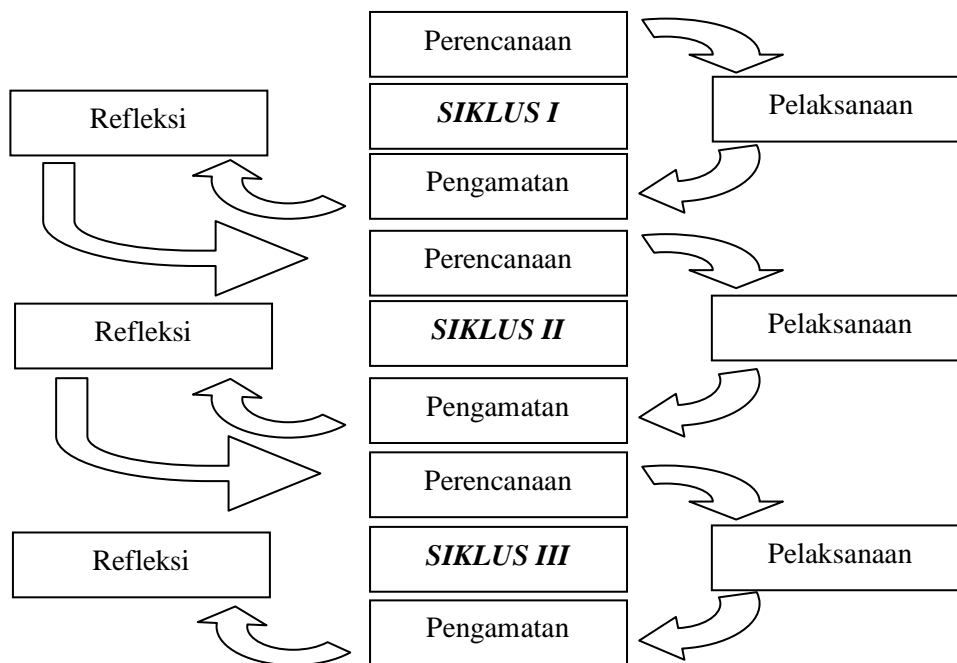 Perencanaan
Refleksi
SIKLUS I
Pelaksanaan
Pengamatan
Perencanaan
Refleksi
SIKLUS II
Pelaksanaan
Pengamatan
Perencanaan
Refleksi
SIKLUS III
Pelaksanaan
Pengamatan